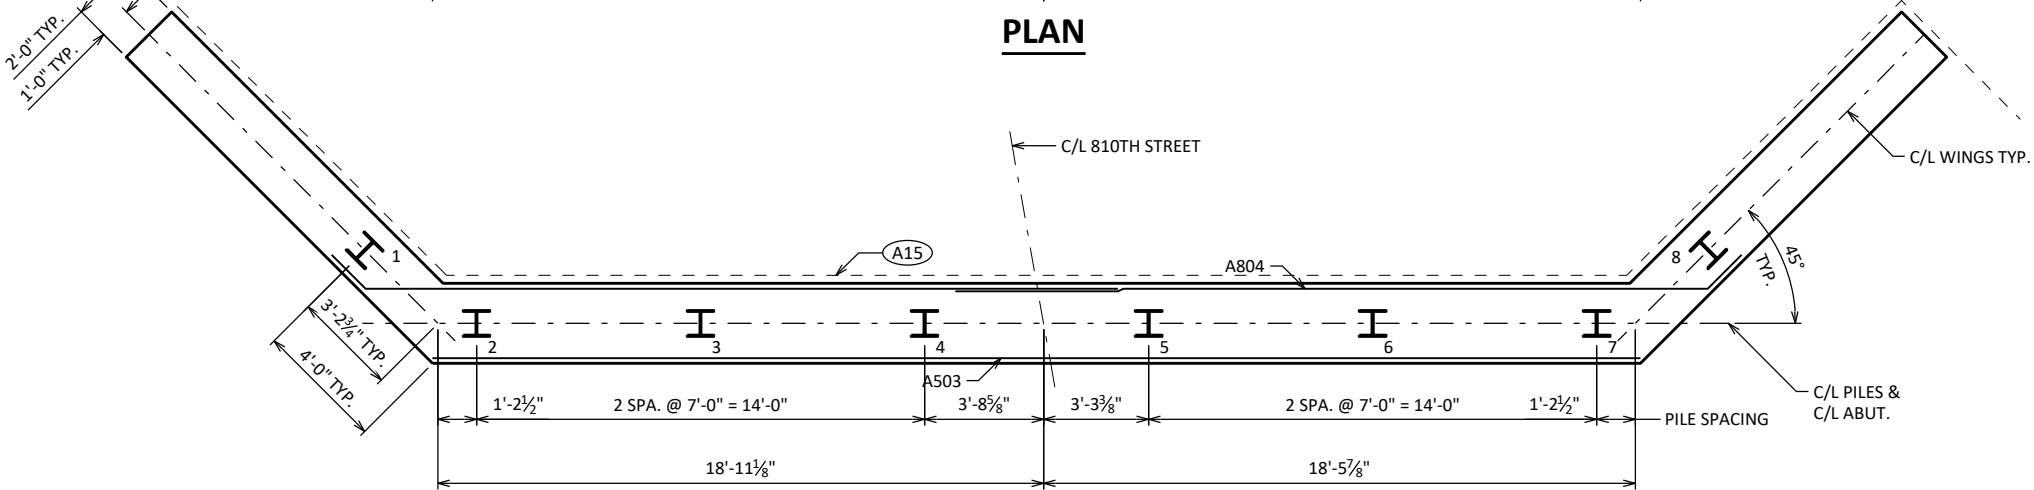 PLAN
2'-0" TYP.
1'-0" TYP.
C/L 810TH STREET
C/L WINGS TYP.
A15
A804
45°
TYP.
1
8
3'-2¾" TYP.
4'-0" TYP.
2
3
4
5
6
7
A503
C/L PILES &
C/L ABUT.
1'-2½"
2 SPA. @ 7'-0" = 14'-0"
3'-8⅝"
3'-3⅜"
2 SPA. @ 7'-0" = 14'-0"
1'-2½"
PILE SPACING
18'-11⅛"
18'-5⅞"